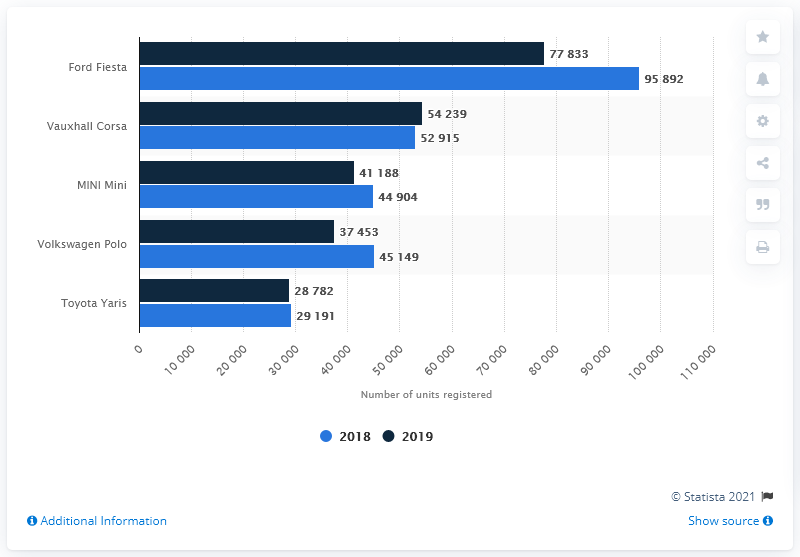 Ford Fiesta
77 833
95 892
Vauxhall Corsa
54 239
52 915
MINI Mini
41 188
44 904
Volkswagen Polo
37 453
45 149
Toyota Yaris
28 782
29 191
0 10 000 20 000 30 000 40 000 50 000 60 000 70 000 80 000 90 000 100 000 110 000
Number of units registered
2018 2019
© Statista 2021
Additional Information Show source